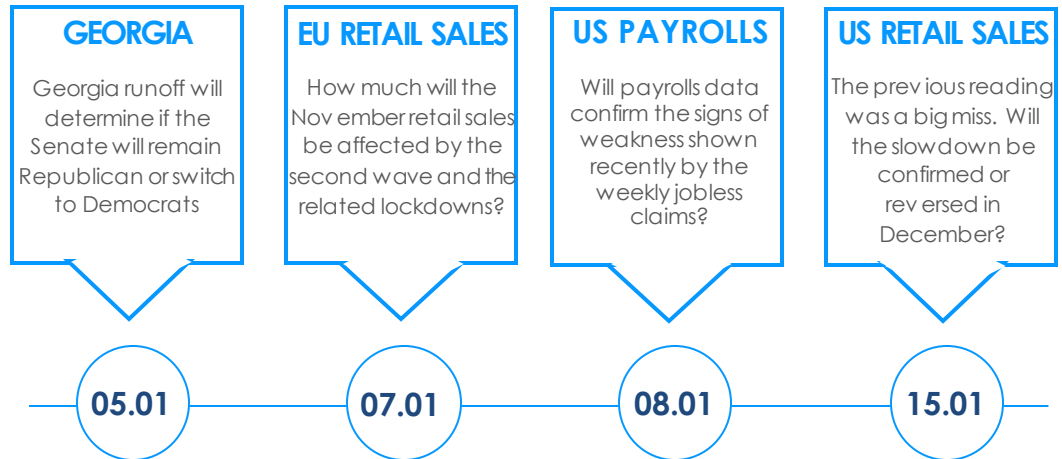 GEORGIA
Georgia runoff will
determine if the
Senate will remain
Republican or switch
to Democrats
EU RETAIL SALES
How much will the
November retail sales
be affected by the
second wave and the
related lockdowns?
US PAYROLLS
Will payrolls data
confirm the signs of
weakness shown
recently by the
weekly jobless
claims?
US RETAIL SALES
The previous reading
was a big miss. Will
the slowdown be
confirmed or
reversed in
December?
05.01
07.01
08.01
15.01